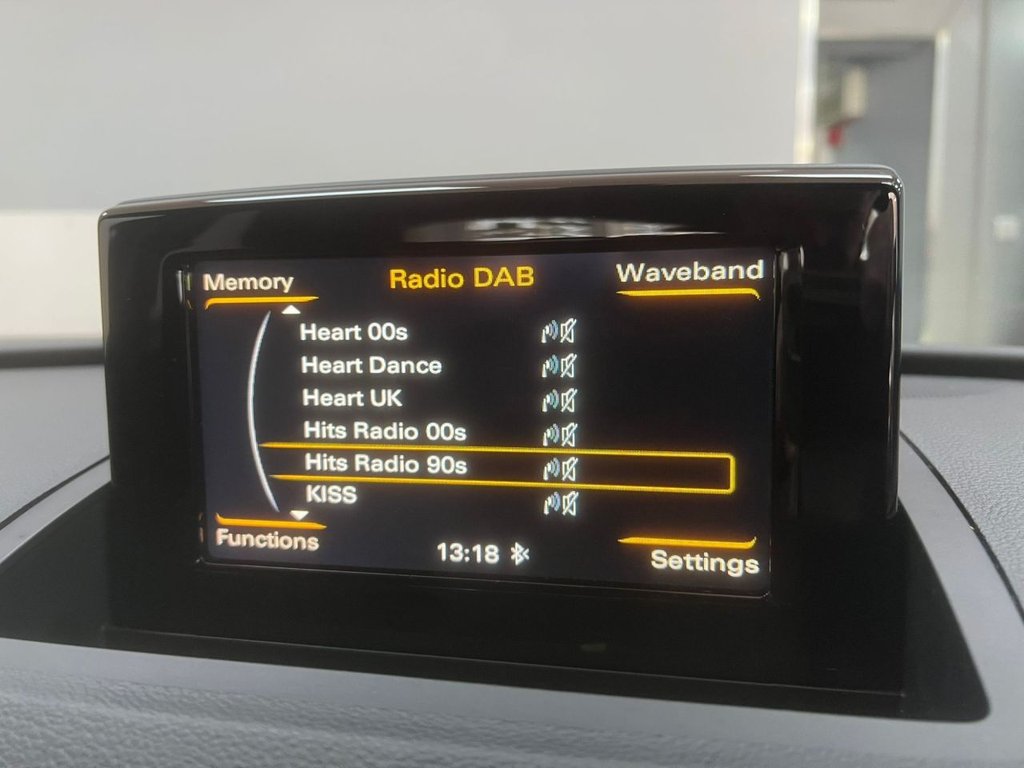 Memory
Radio DAB
Waveband
Heart 00s
Heart Dance
Heart UK
Hits Radio 00s
Hits Radio 90s
KISS
Functions
13:18
Settings